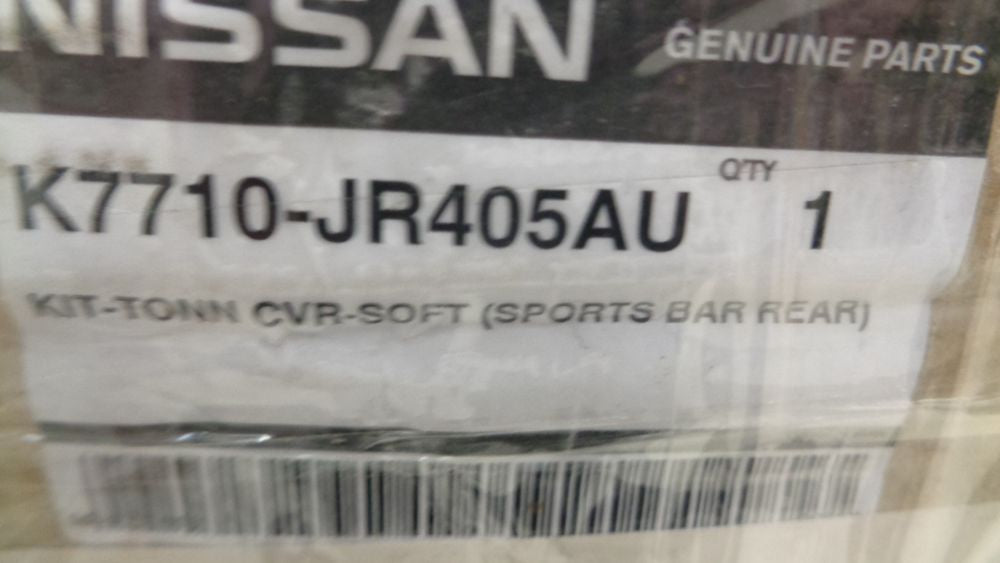 NISSAN GENUINE PARTS
K7710-JR405AU Q'TY 1
KIT-TONN CVR-SOFT (SPORTS BAR REAR)